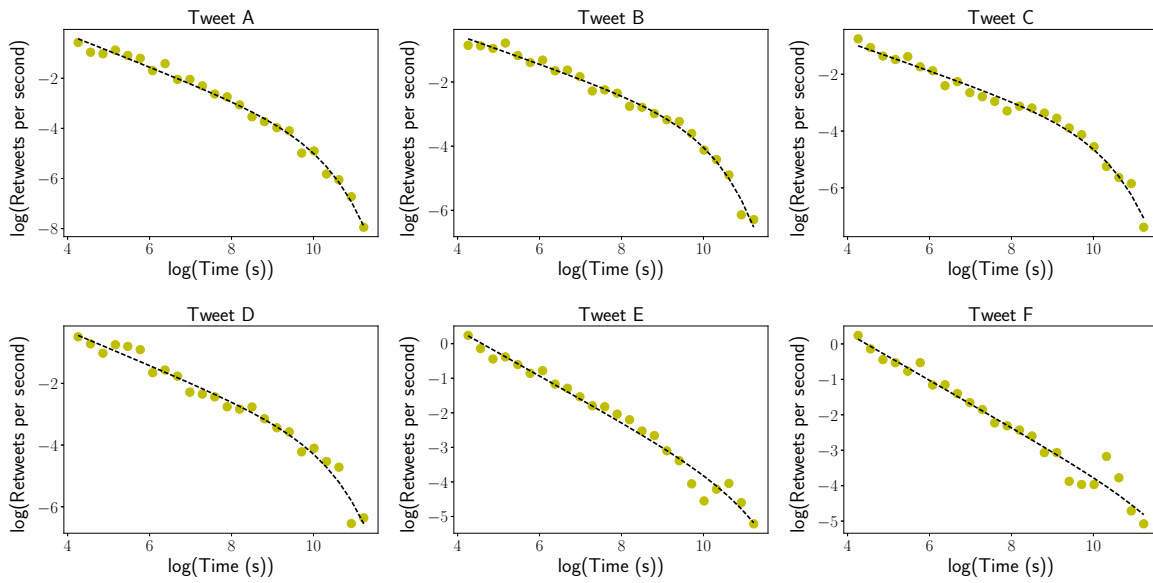 Tweet A
Tweet B
Tweet C
log(Retweets per second)
−2
−4
−6
−8
4 6 8 10
log(Time (s))
log(Retweets per second)
−2
−4
−6
4 6 8 10
log(Time (s))
log(Retweets per second)
−2
−4
−6
4 6 8 10
log(Time (s))
Tweet D
Tweet E
Tweet F
log(Retweets per second)
−2
−4
−6
4 6 8 10
log(Time (s))
log(Retweets per second)
0
−1
−2
−3
−4
−5
4 6 8 10
log(Time (s))
log(Retweets per second)
0
−1
−2
−3
−4
−5
4 6 8 10
log(Time (s))